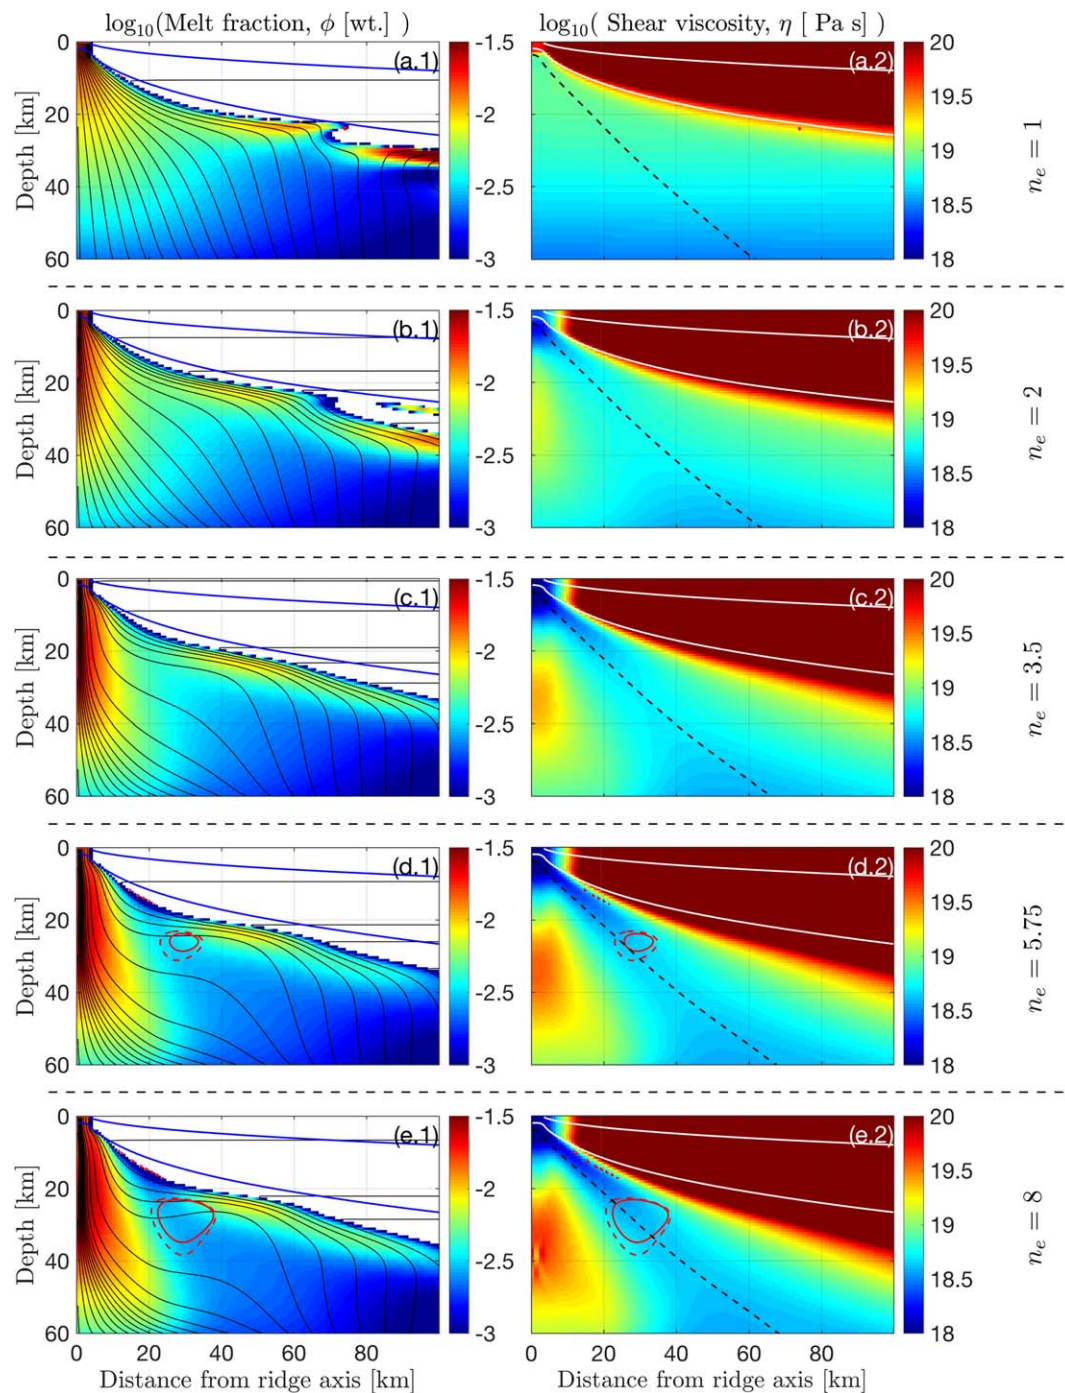 log10(Melt fraction, ϕ [wt.] )
log10( Shear viscosity, η [ Pa s]
0
20
40
60
Depth [km]
(a.1)
-1.5
-2
-2.5
-3
(a.2)
20
19.5
19
18.5
18
n_e = 1
0
20
40
60
Depth [km]
(b.1)
-1.5
-2
-2.5
-3
(b.2)
20
19.5
19
18.5
18
n_e = 2
0
20
40
60
Depth [km]
(c.1)
-1.5
-2
-2.5
-3
(c.2)
20
19.5
19
18.5
18
n_e = 3.5
0
20
40
60
Depth [km]
(d.1)
-1.5
-2
-2.5
-3
(d.2)
20
19.5
19
18.5
18
n_e = 5.75
0
20
40
60
Depth [km]
(e.1)
-1.5
-2
-2.5
-3
(e.2)
20
19.5
19
18.5
18
n_e = 8
0 20 40 60 80
0 20 40 60 80
Distance from ridge axis [km]
Distance from ridge axis [km]